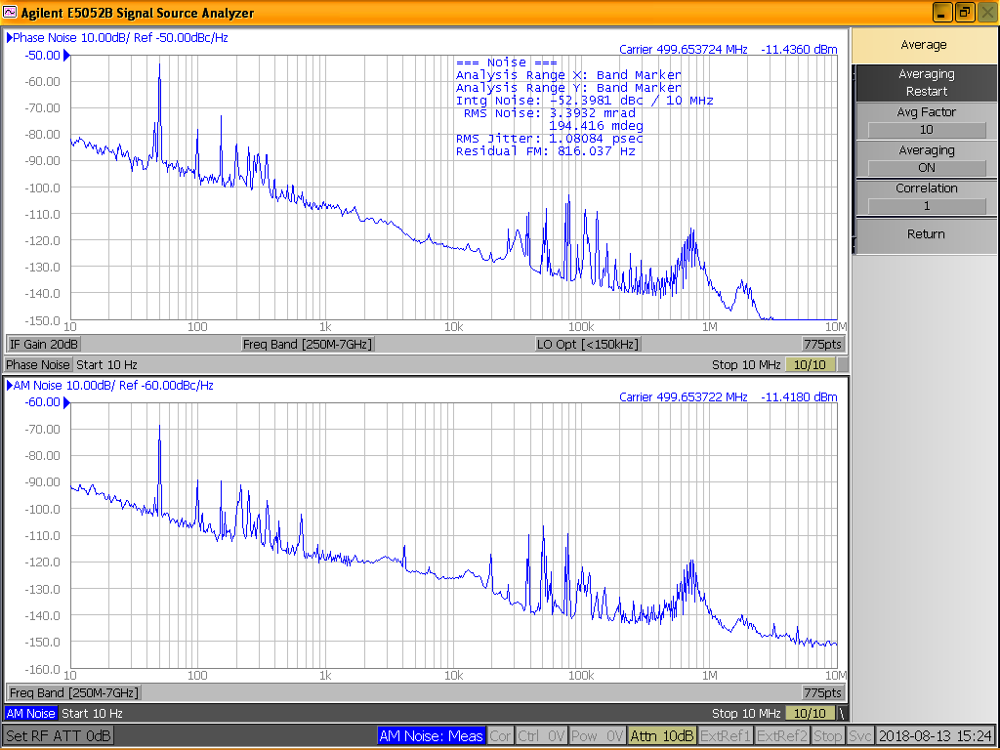 Agilent E5052B Signal Source Analyzer
Phase Noise 10.00dB/ Ref -50.00dBc/Hz
Carrier 499.653724 MHz -11.4360 dBm
=== Noise ===
Analysis Range X: Band Marker
Analysis Range Y: Band Marker
Intg Noise: -52.3981 dBc / 10 MHz
RMS Noise: 3.3932 mrad
194.416 mdeg
RMS Jitter: 1.08084 psec
Residual FM: 816.037 Hz
-50.00
-60.00
-70.00
-80.00
-90.00
-100.0
-110.0
-120.0
-130.0
-140.0
-150.0
10 100 1k 10k 100k 1M 10M
IF Gain 20dB Freq Band [250M-7GHz] LO Opt [<150kHz] 775pts
Phase Noise Start 10 Hz Stop 10 MHz 10/10
AM Noise 10.00dB/ Ref -60.00dBc/Hz
Carrier 499.653722 MHz -11.4180 dBm
-60.00
-70.00
-80.00
-90.00
-100.0
-110.0
-120.0
-130.0
-140.0
-150.0
-160.0
10 100 1k 10k 100k 1M 10M
Freq Band [250M-7GHz] 775pts
AM Noise Start 10 Hz Stop 10 MHz 10/10 \
Set RF ATT 0dB AM Noise: Meas Cor Ctrl 0V Pow 0V Attn 10dB ExtRef1 ExtRef2 Stop Svc 2018-08-13 15:24
Average
Averaging
Restart
Avg Factor
10
Averaging
ON
Correlation
1
Return